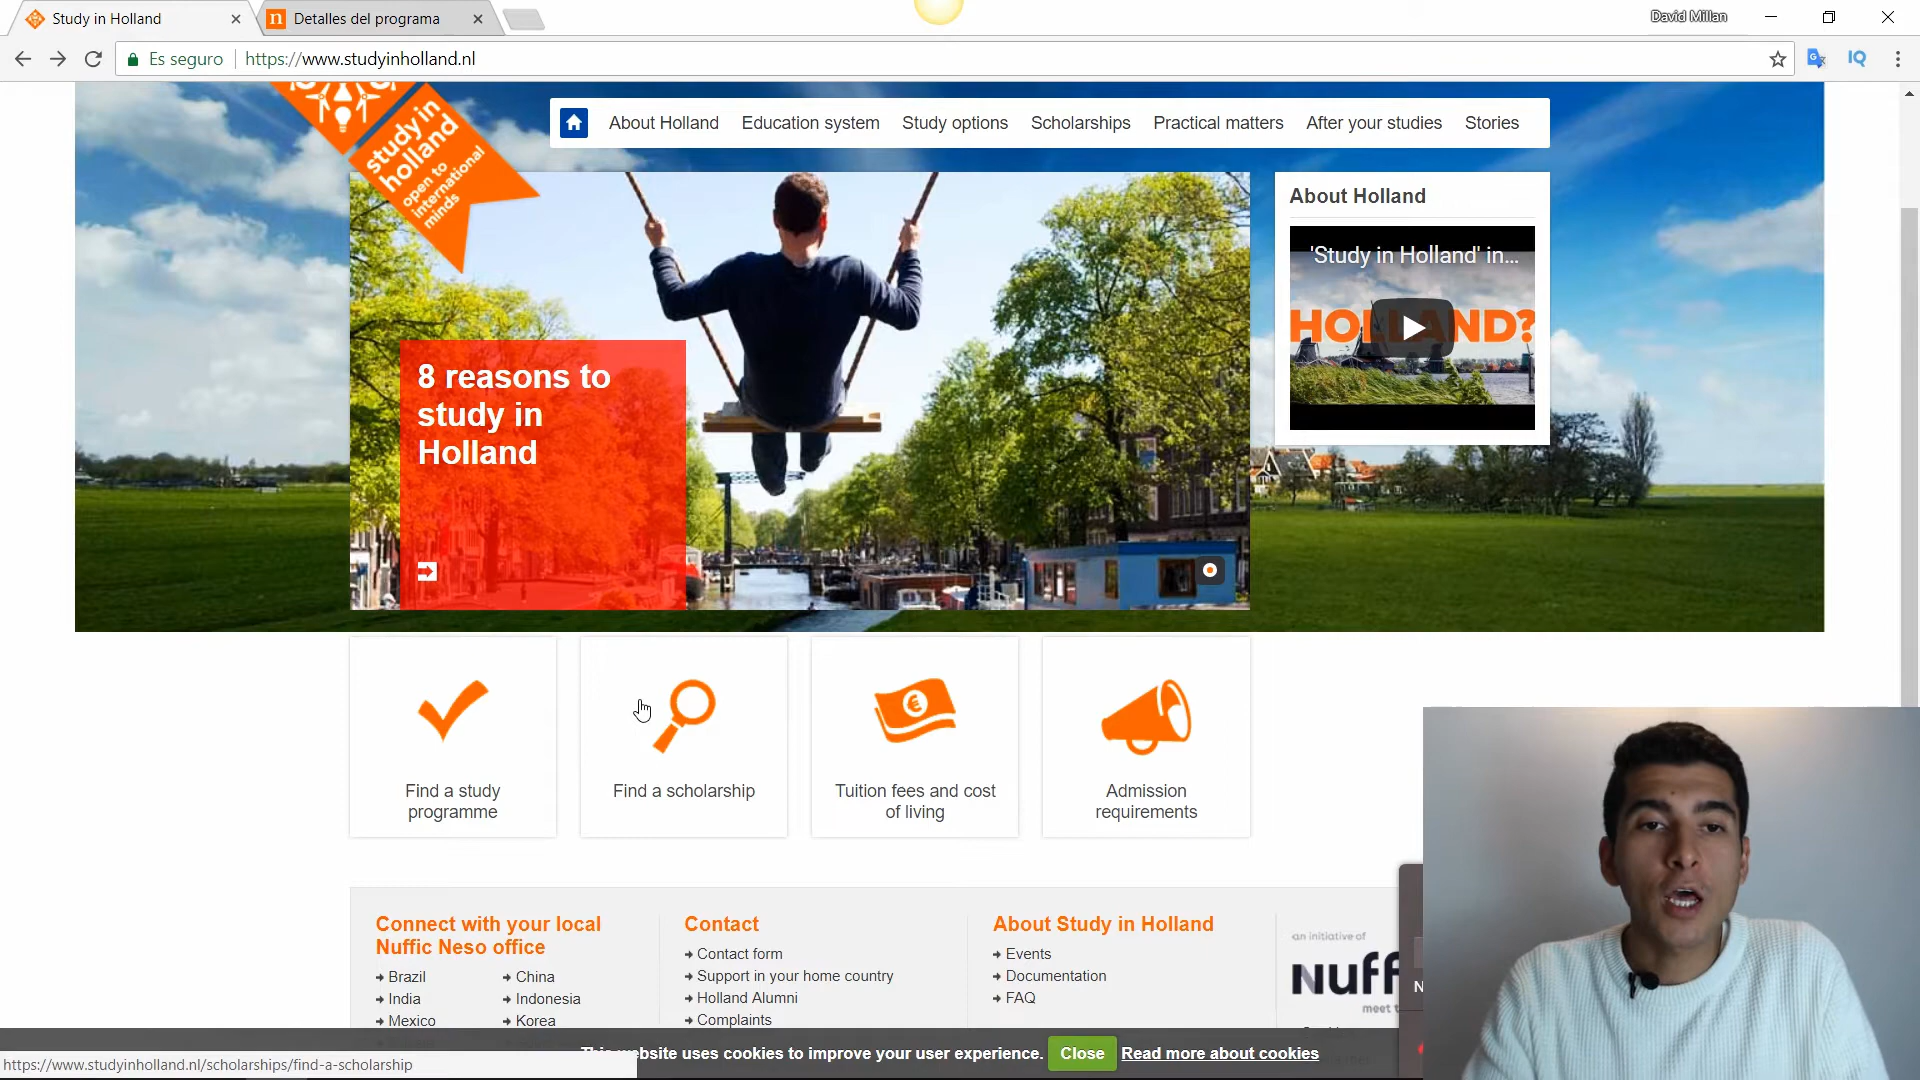 Study in Holland
Detalles del programa
David Millan
Es seguro
https://www.studyinholland.nl
IQ
study in
holland
open to
international
minds
About Holland
Education system
Study options
Scholarships
Practical matters
After your studies
Stories
8 reasons to
study in
Holland
About Holland
'Study in Holland' in...
HOLLAND?
Find a study
programme
Find a scholarship
Tuition fees and cost
of living
Admission
requirements
Connect with your local
Nuffic Neso office
Brazil
China
India
Indonesia
Mexico
Korea
Contact
Contact form
Support in your home country
Holland Alumni
Complaints
About Study in Holland
Events
Documentation
FAQ
an initiative of
Nuff
meet t
N
This website uses cookies to improve your user experience.
Close
Read more about cookies
https://www.studyinholland.nl/scholarships/find-a-scholarship